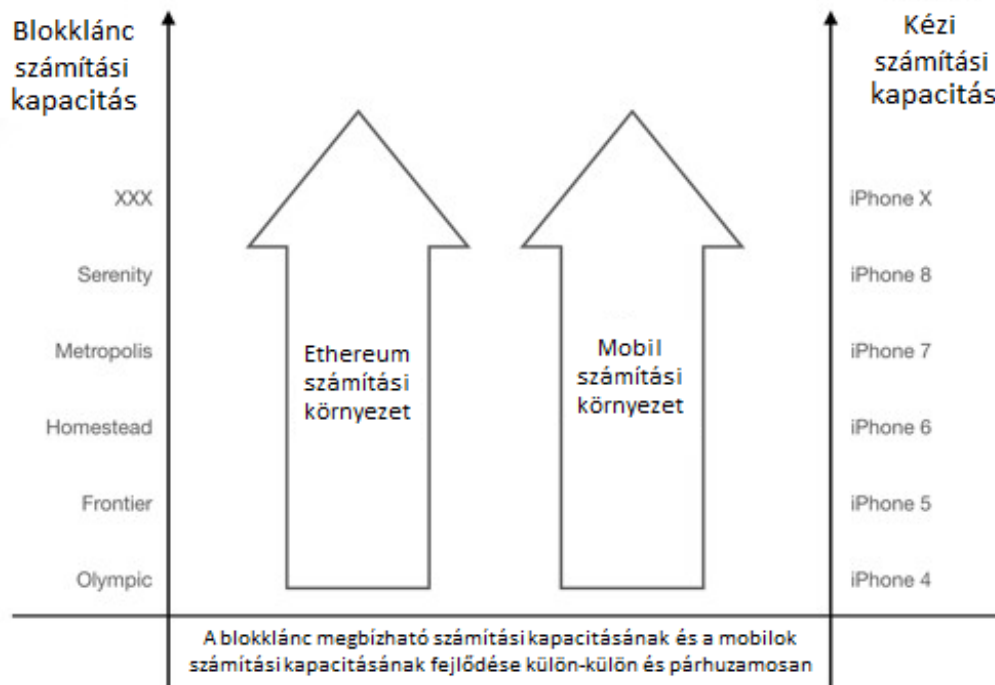 Blokklánc
számítási
kapacitás
XXX
Serenity
Metropolis
Homestead
Frontier
Olympic
Ethereum
számítási
környezet
Mobil
számítási
környezet
Kézi
számítási
kapacitás
iPhone X
iPhone 8
iPhone 7
iPhone 6
iPhone 5
iPhone 4
A blokklánc megbízható számítási kapacitásának és a mobilok
számítási kapacitásának fejlődése külön-külön és párhuzamosan